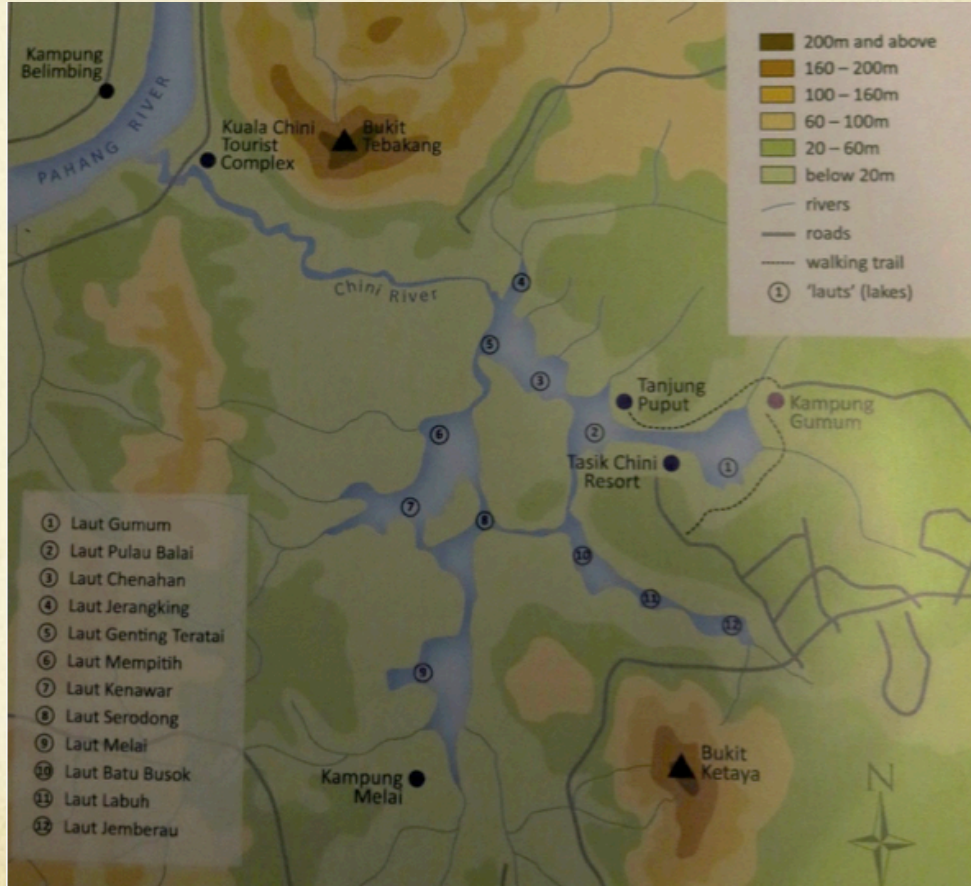 Kampung
Belimbing
PAHANG RIVER
Kuala Chini
Tourist
Complex
Bukit
Tebakang
200m and above
160 – 200m
100 – 160m
60 – 100m
20 – 60m
below 20m
rivers
roads
walking trail
1 'lauts' (lakes)
Chini River
4
5
3
Tanjung
Puput
Kampung
Gumum
6
2
Tasik Chini
Resort
1
7
8
10
11
12
9
1 Laut Gumum
2 Laut Pulau Balai
3 Laut Chenahan
4 Laut Jerangking
5 Laut Genting Teratai
6 Laut Mempitih
7 Laut Kenawar
8 Laut Serodong
9 Laut Melai
10 Laut Batu Busok
11 Laut Labuh
12 Laut Jemberau
Kampung
Melai
Bukit
Ketaya
N